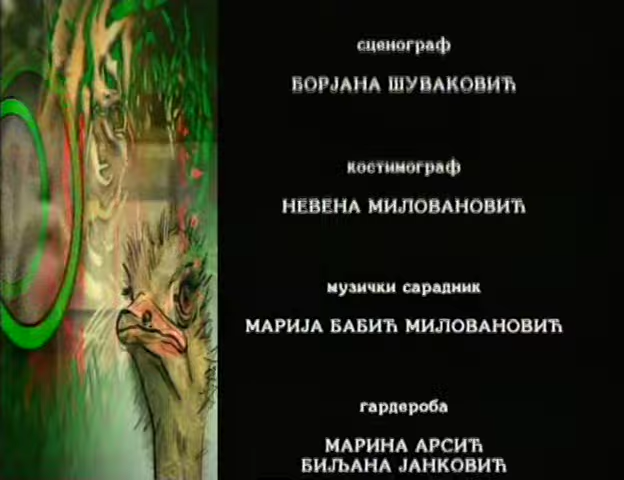 сценограф
БОРЈАНА ШУВАКОВИЋ
костимограф
НЕВЕНА МИЛОВАНОВИЋ
музички сарадник
МАРИЈА БАБИЋ МИЛОВАНОВИЋ
гардероба
МАРИНА АРСИЋ
БИЉАНА ЈАНКОВИЋ